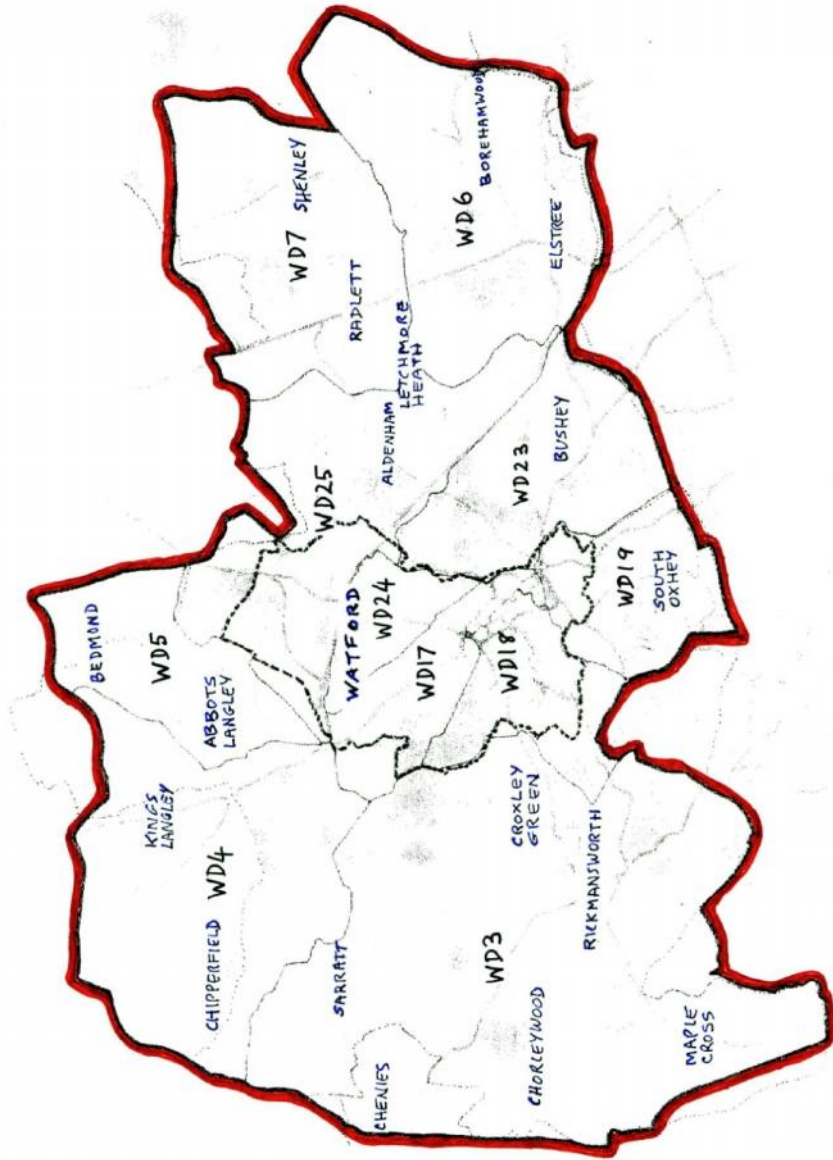 BEDMOND
KINGS
LANGLEY
WD5
ABBOTS
LANGLEY
CHIPPERFIELD
WD4
WD7
SHENLEY
WD25
SARRATT
WATFORD
RADLETT
CHENIES
WD24
ALDENHAM
LETCHMORE
HEATH
WD17
WD6
BOREHAMWOOD
WD3
WD18
CROXLEY
GREEN
WD23
CHORLEYWOOD
ELSTREE
BUSHEY
RICKMANSWORTH
WD19
SOUTH
OXHEY
MAPLE
CROSS